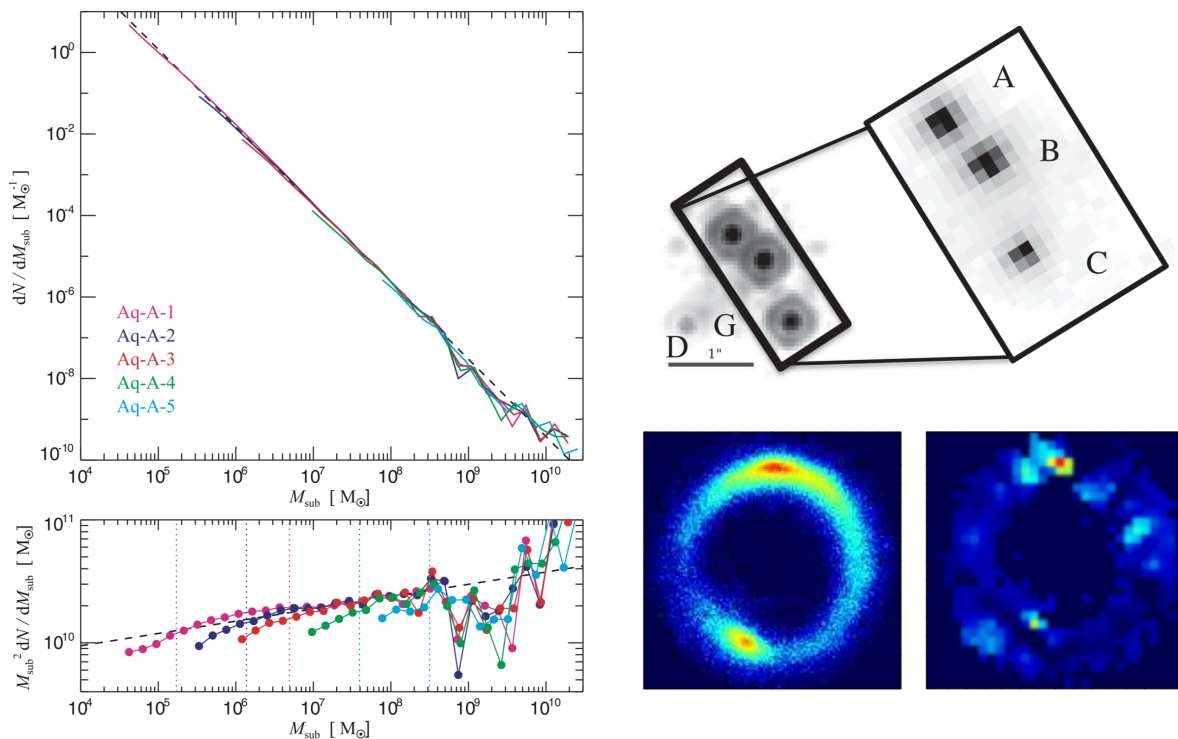 10^0
10^-2
10^-4
10^-6
10^-8
10^-10
dN / dM_sub [ M_⊙^-1 ]
Aq-A-1
Aq-A-2
Aq-A-3
Aq-A-4
Aq-A-5
10^4 10^5 10^6 10^7 10^8 10^9 10^10
M_sub [ M_⊙ ]
10^11
10^10
M_sub^2 dN / dM_sub [ M_⊙ ]
10^4 10^5 10^6 10^7 10^8 10^9 10^10
M_sub [ M_⊙ ]
A
B
C
G
D
1"